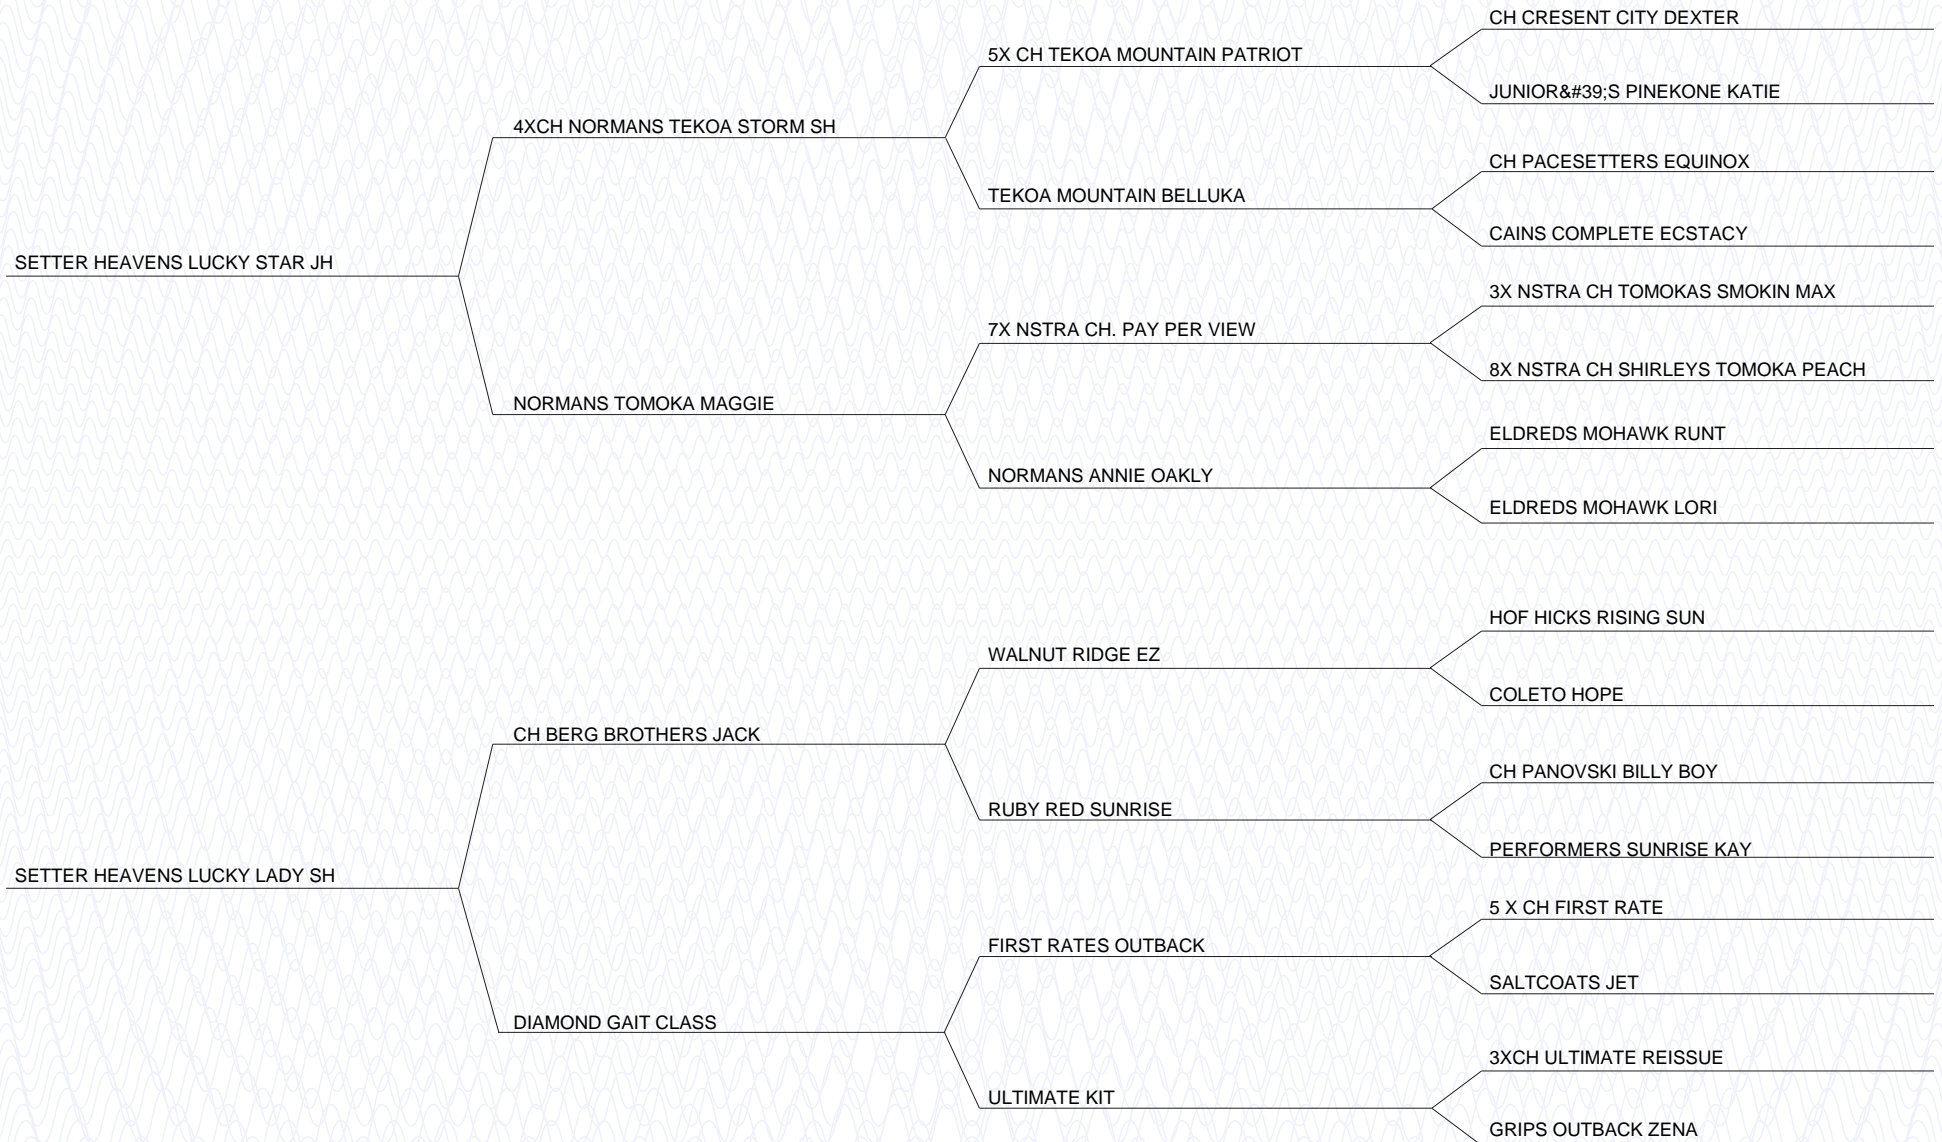 CH CRESENT CITY DEXTER
5X CH TEKOA MOUNTAIN PATRIOT
JUNIOR&#39;S PINEKONE KATIE
4XCH NORMANS TEKOA STORM SH
CH PACESETTERS EQUINOX
TEKOA MOUNTAIN BELLUKA
CAINS COMPLETE ECSTACY
SETTER HEAVENS LUCKY STAR JH
3X NSTRA CH TOMOKAS SMOKIN MAX
7X NSTRA CH. PAY PER VIEW
8X NSTRA CH SHIRLEYS TOMOKA PEACH
NORMANS TOMOKA MAGGIE
ELDREDS MOHAWK RUNT
NORMANS ANNIE OAKLY
ELDREDS MOHAWK LORI
HOF HICKS RISING SUN
WALNUT RIDGE EZ
COLETO HOPE
CH BERG BROTHERS JACK
CH PANOVSKI BILLY BOY
RUBY RED SUNRISE
PERFORMERS SUNRISE KAY
SETTER HEAVENS LUCKY LADY SH
5 X CH FIRST RATE
FIRST RATES OUTBACK
SALTCOATS JET
DIAMOND GAIT CLASS
3XCH ULTIMATE REISSUE
ULTIMATE KIT
GRIPS OUTBACK ZENA